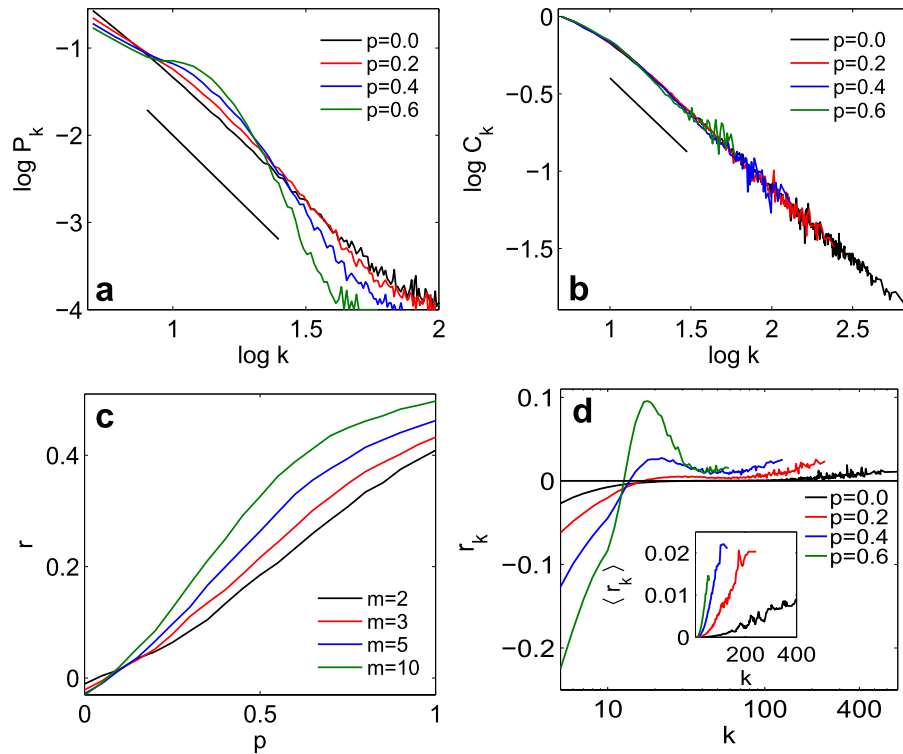 −1
−2
−3
−4
1
1.5
2
log P_k
log k
p=0.0
p=0.2
p=0.4
p=0.6
a
0
−0.5
−1
−1.5
1
1.5
2
2.5
log C_k
log k
p=0.0
p=0.2
p=0.4
p=0.6
b
0.4
0.2
0
0
0.5
1
r
p
m=2
m=3
m=5
m=10
c
0.1
0
−0.1
−0.2
10
100
400
r_k
k
p=0.0
p=0.2
p=0.4
p=0.6
d
0.02
0.01
0
200
400
⟨ r_k ⟩
k